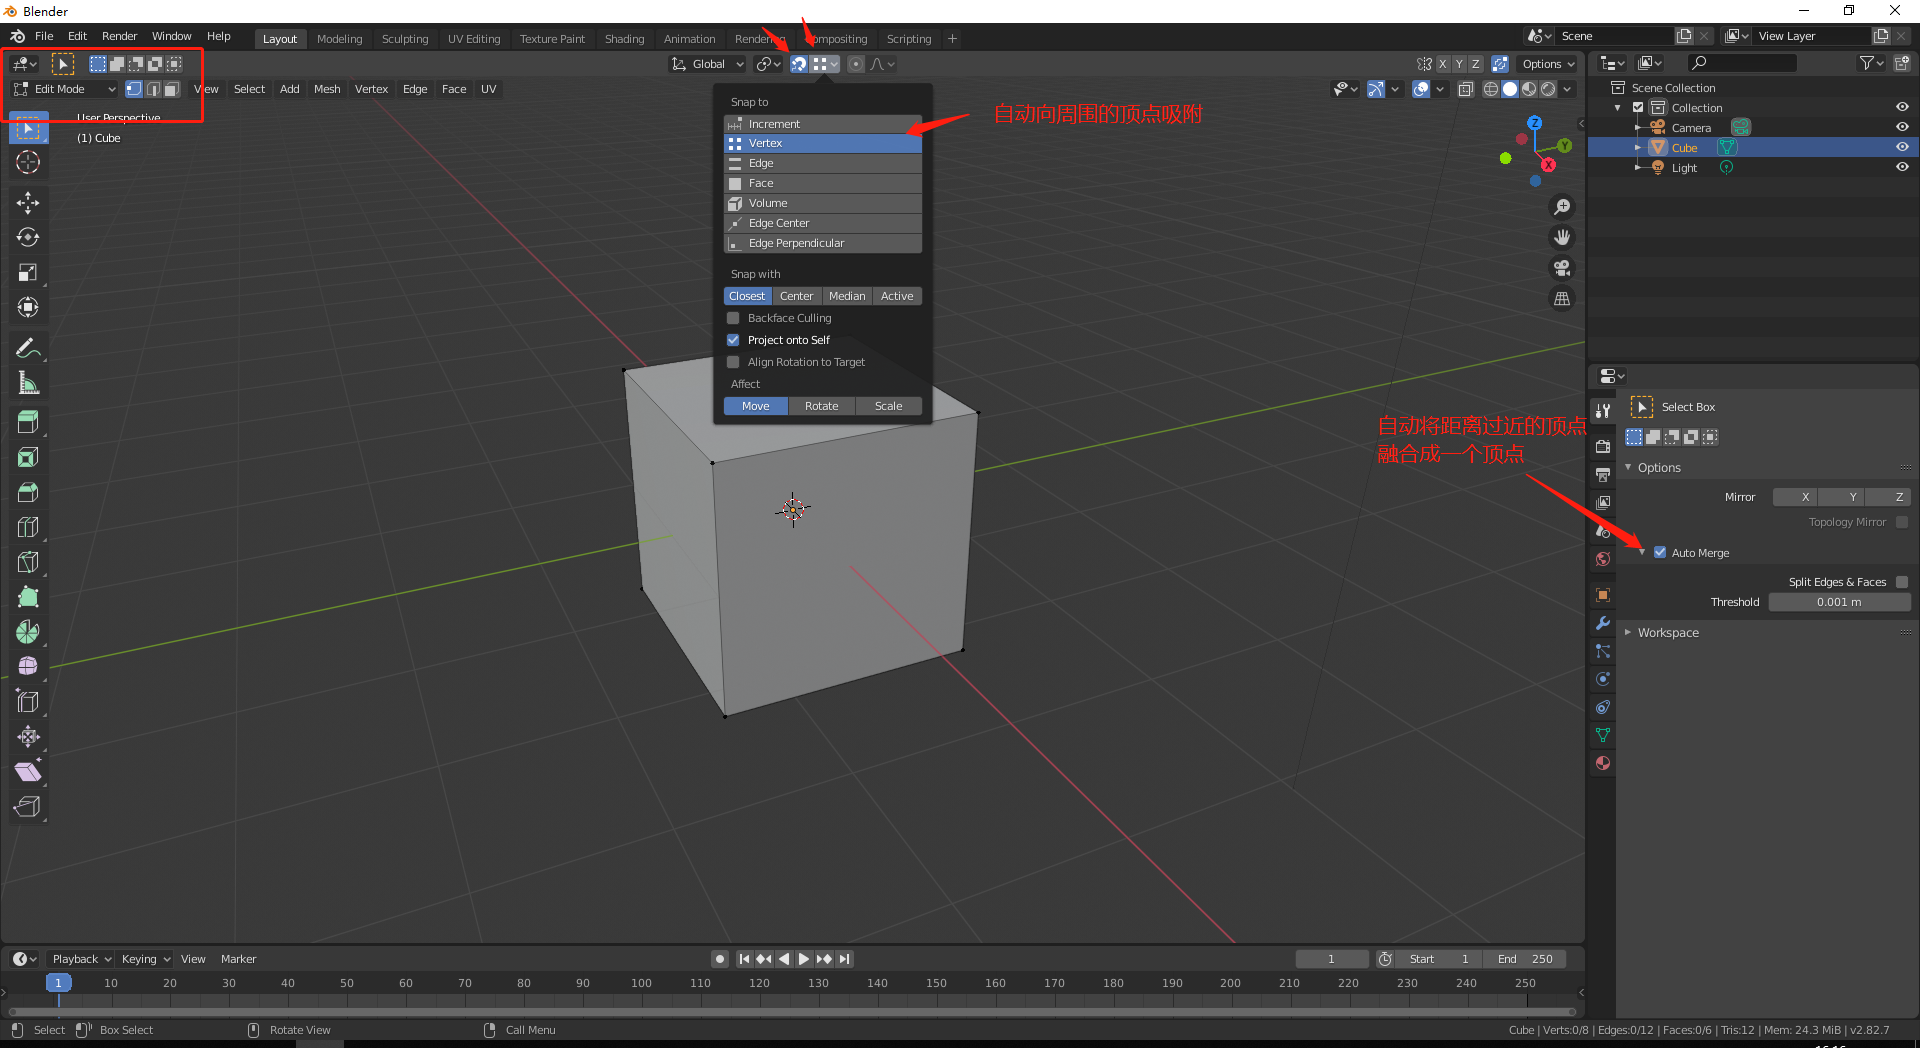 Blender
File Edit Render Window Help
Layout Modeling Sculpting UV Editing Texture Paint Shading Animation Rendering Compositing Scripting +
Scene
View Layer
Global
X Y Z
Options
Edit Mode
View Select Add Mesh Vertex Edge Face UV
User Perspective
(1) Cube
Snap to
Increment
Vertex
Edge
Face
Volume
Edge Center
Edge Perpendicular
Snap with
Closest Center Median Active
Backface Culling
Project onto Self
Align Rotation to Target
Affect
Move Rotate Scale
自动向周围的顶点吸附
Z
Y
X
Scene Collection
Collection
Camera
Cube
Light
自动将距离过近的顶点
融合成一个顶点
Select Box
Options
Mirror X Y Z
Topology Mirror
Auto Merge
Split Edges & Faces
Threshold 0.001 m
Workspace
Playback Keying View Marker
1
Start 1
End 250
1 10 20 30 40 50 60 70 80 90 100 110 120 130 140 150 160 170 180 190 200 210 220 230 240 250
Select Box Select Rotate View Call Menu
Cube | Verts:0/8 | Edges:0/12 | Faces:0/6 | Tris:12 | Mem: 24.3 MiB | v2.82.7